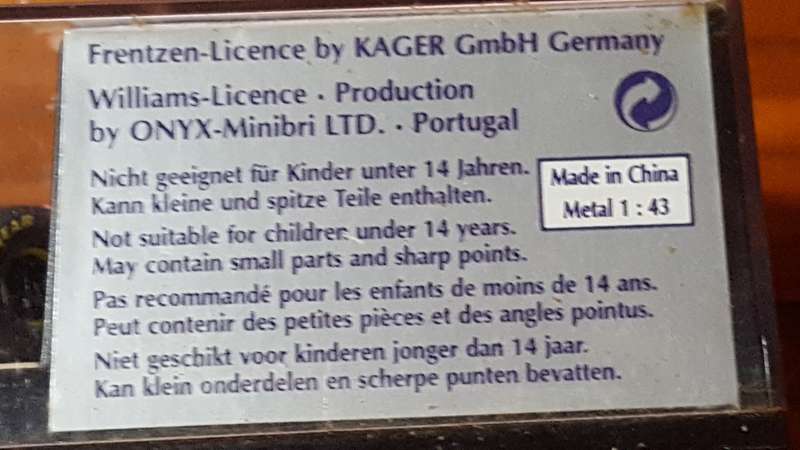 Frentzen-Licence by KAGER GmbH Germany
Williams-Licence · Production
by ONYX-Minibri LTD. · Portugal
Nicht geeignet für Kinder unter 14 Jahren.
Kann kleine und spitze Teile enthalten.
Made in China
Metal 1 : 43
Not suitable for children under 14 years.
May contain small parts and sharp points.
Pas recommandé pour les enfants de moins de 14 ans.
Peut contenir des petites pièces et des angles pointus.
Niet geschikt voor kinderen jonger dan 14 jaar.
Kan klein onderdelen en scherpe punten bevatten.